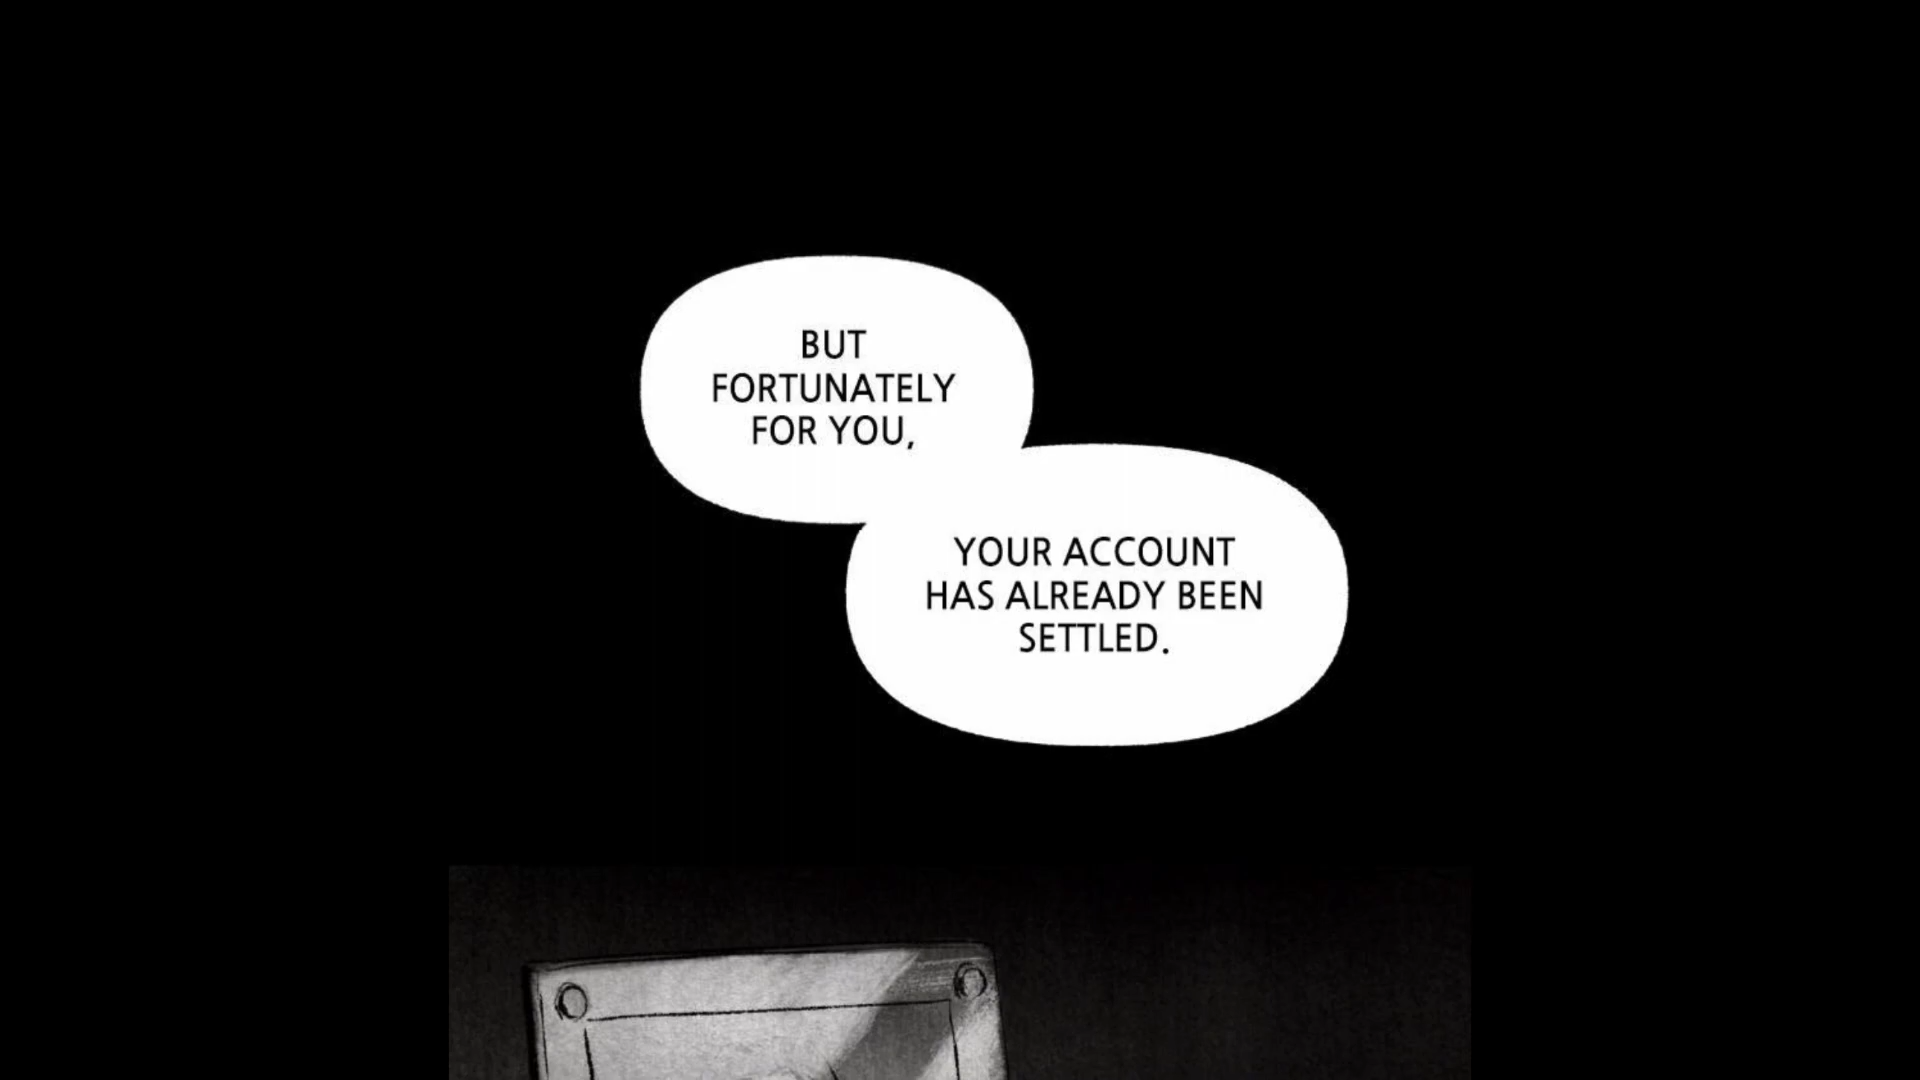 BUT
FORTUNATELY
FOR YOU,
YOUR ACCOUNT
HAS ALREADY BEEN
SETTLED.